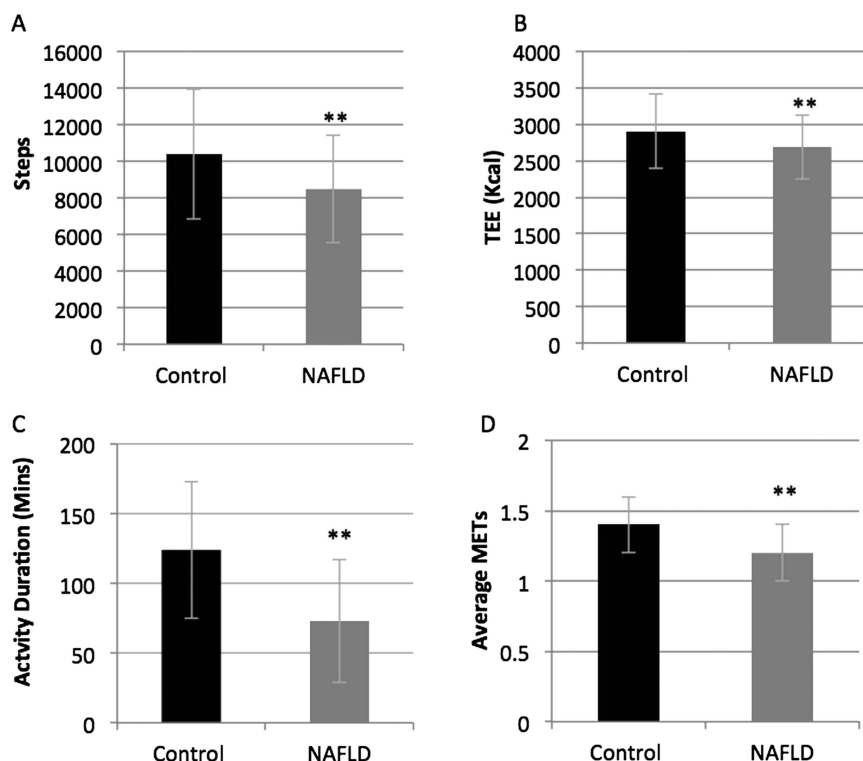 A
Steps
16000
14000
12000
10000
8000
6000
4000
2000
0
**
Control
NAFLD
B
TEE (Kcal)
4000
3500
3000
2500
2000
1500
1000
500
0
**
Control
NAFLD
C
Actvity Duration (Mins)
200
150
100
50
0
**
Control
NAFLD
D
Average METs
2
1.5
1
0.5
0
**
Control
NAFLD